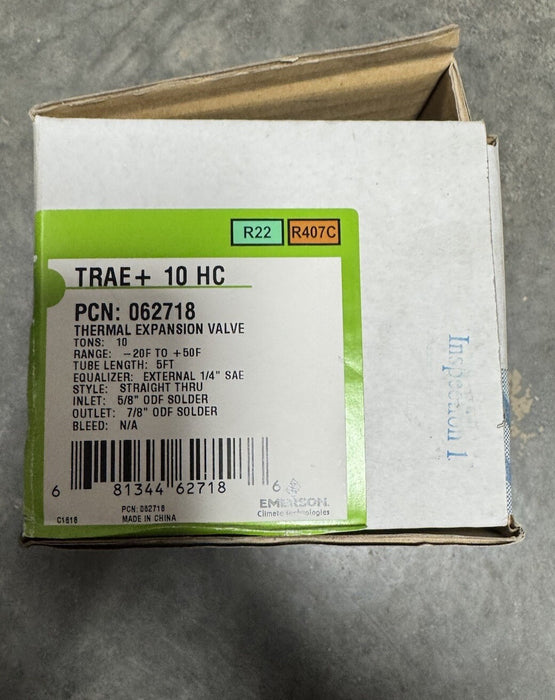 R22 R407C
TRAE+ 10 HC
PCN: 062718
THERMAL EXPANSION VALVE
TONS: 10
RANGE: -20F TO +50F
TUBE LENGTH: 5FT
EQUALIZER: EXTERNAL 1/4" SAE
STYLE: STRAIGHT THRU
INLET: 5/8" ODF SOLDER
OUTLET: 7/8" ODF SOLDER
BLEED: N/A
6 81344 62718 6
EMERSON
Climate Technologies
PCN: 062718
MADE IN CHINA
C1616
Inspection 1